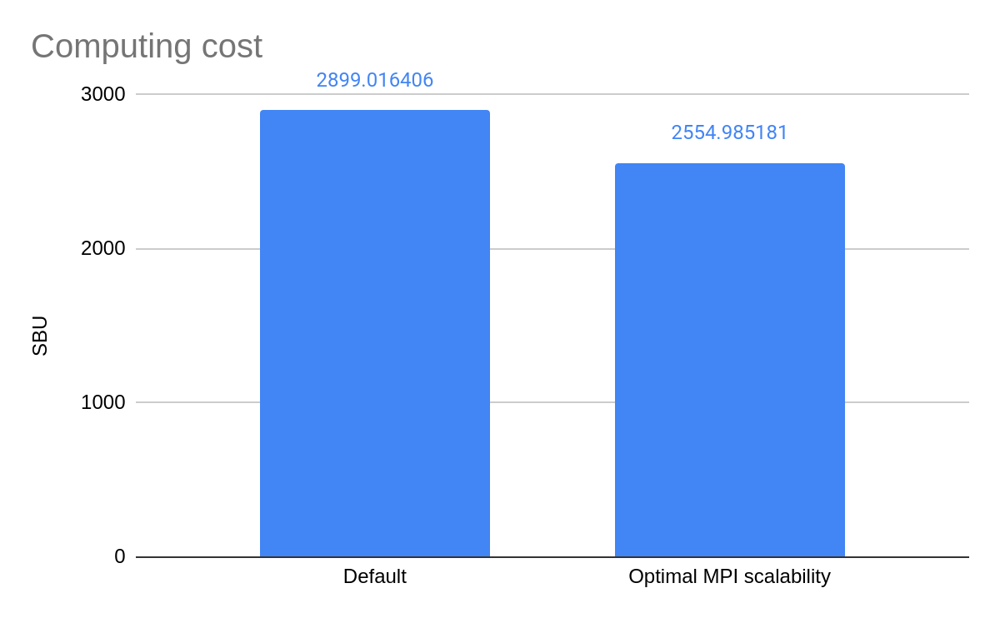 Computing cost
2899.016406
3000
2554.985181
2000
SBU
1000
0
Default
Optimal MPI scalability